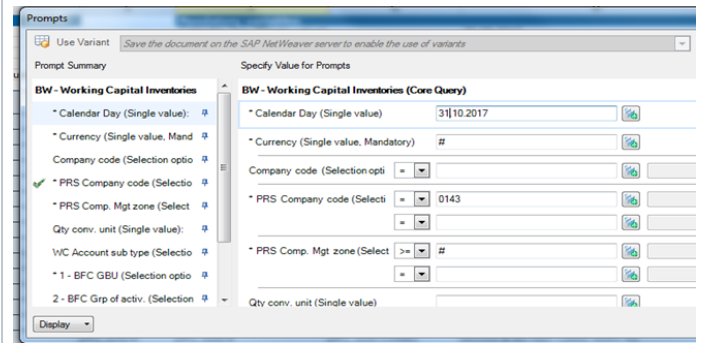 Prompts
Use Variant Save the document on the SAP NetWeaver server to enable the use of variants
Prompt Summary
Specify Value for Prompts
BW - Working Capital Inventories
BW - Working Capital Inventories (Core Query)
* Calendar Day (Single value):
* Calendar Day (Single value)
31.10.2017
* Currency (Single value, Mand
* Currency (Single value, Mandatory)
#
Company code (Selection optio
Company code (Selection opti
=
* PRS Company code (Selectio
* PRS Company code (Selecti
=
0143
* PRS Comp. Mgt zone (Select
=
Qty conv. unit (Single value):
WC Account sub type (Selectio
* PRS Comp. Mgt zone (Select
>=
#
* 1 - BFC GBU (Selection optio
=
2 - BFC Grp of activ. (Selection
Qty conv. unit (Single value)
Display